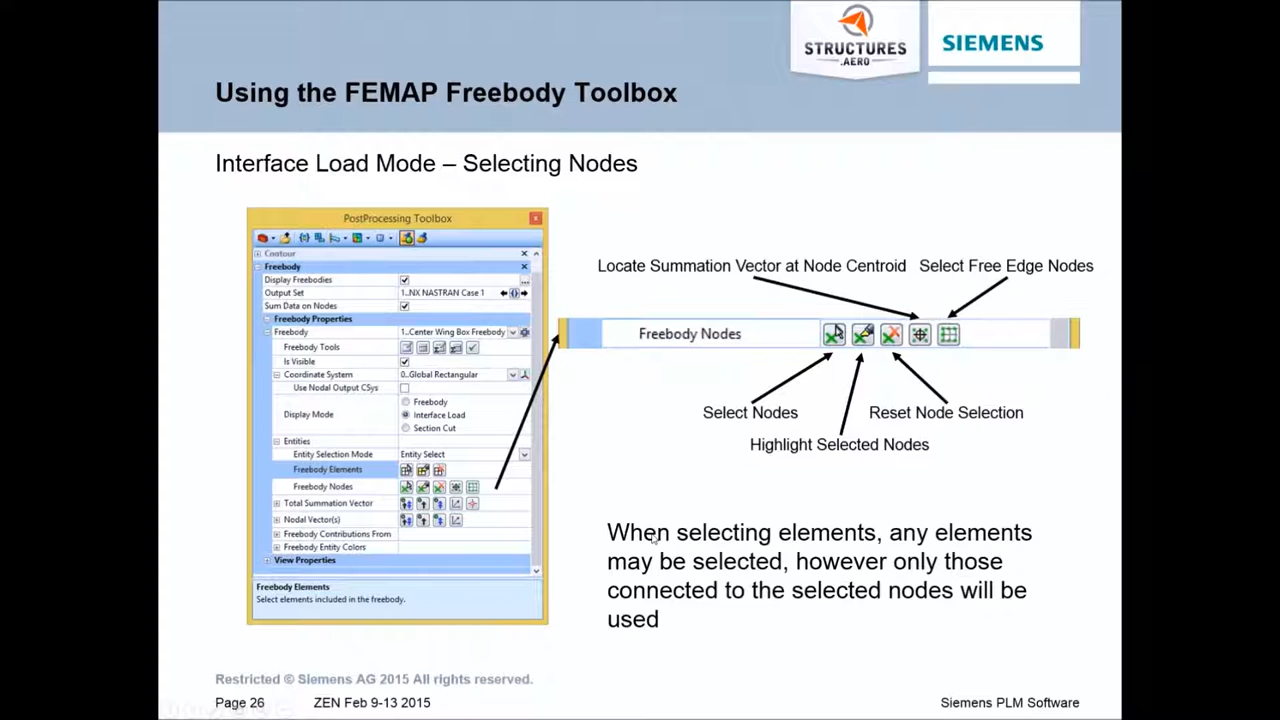 STRUCTURES
.AERO
SIEMENS
Using the FEMAP Freebody Toolbox
Interface Load Mode – Selecting Nodes
PostProcessing Toolbox
Contour
Freebody
Display Freebodies
Output Set
1..NX NASTRAN Case 1
Sum Data on Nodes
Freebody Properties
Freebody
1..Center Wing Box Freebody
Freebody Tools
Is Visible
Coordinate System
0..Global Rectangular
Use Nodal Output CSys
Display Mode
Freebody
Interface Load
Section Cut
Entities
Entity Selection Mode
Entity Select
Freebody Elements
Freebody Nodes
Total Summation Vector
Nodal Vector(s)
Freebody Contributions From
Freebody Entity Colors
View Properties
Freebody Elements
Select elements included in the freebody.
Locate Summation Vector at Node Centroid
Select Free Edge Nodes
Freebody Nodes
Select Nodes
Reset Node Selection
Highlight Selected Nodes
When selecting elements, any elements
may be selected, however only those
connected to the selected nodes will be
used
Restricted © Siemens AG 2015 All rights reserved.
Page 26
ZEN Feb 9-13 2015
Siemens PLM Software